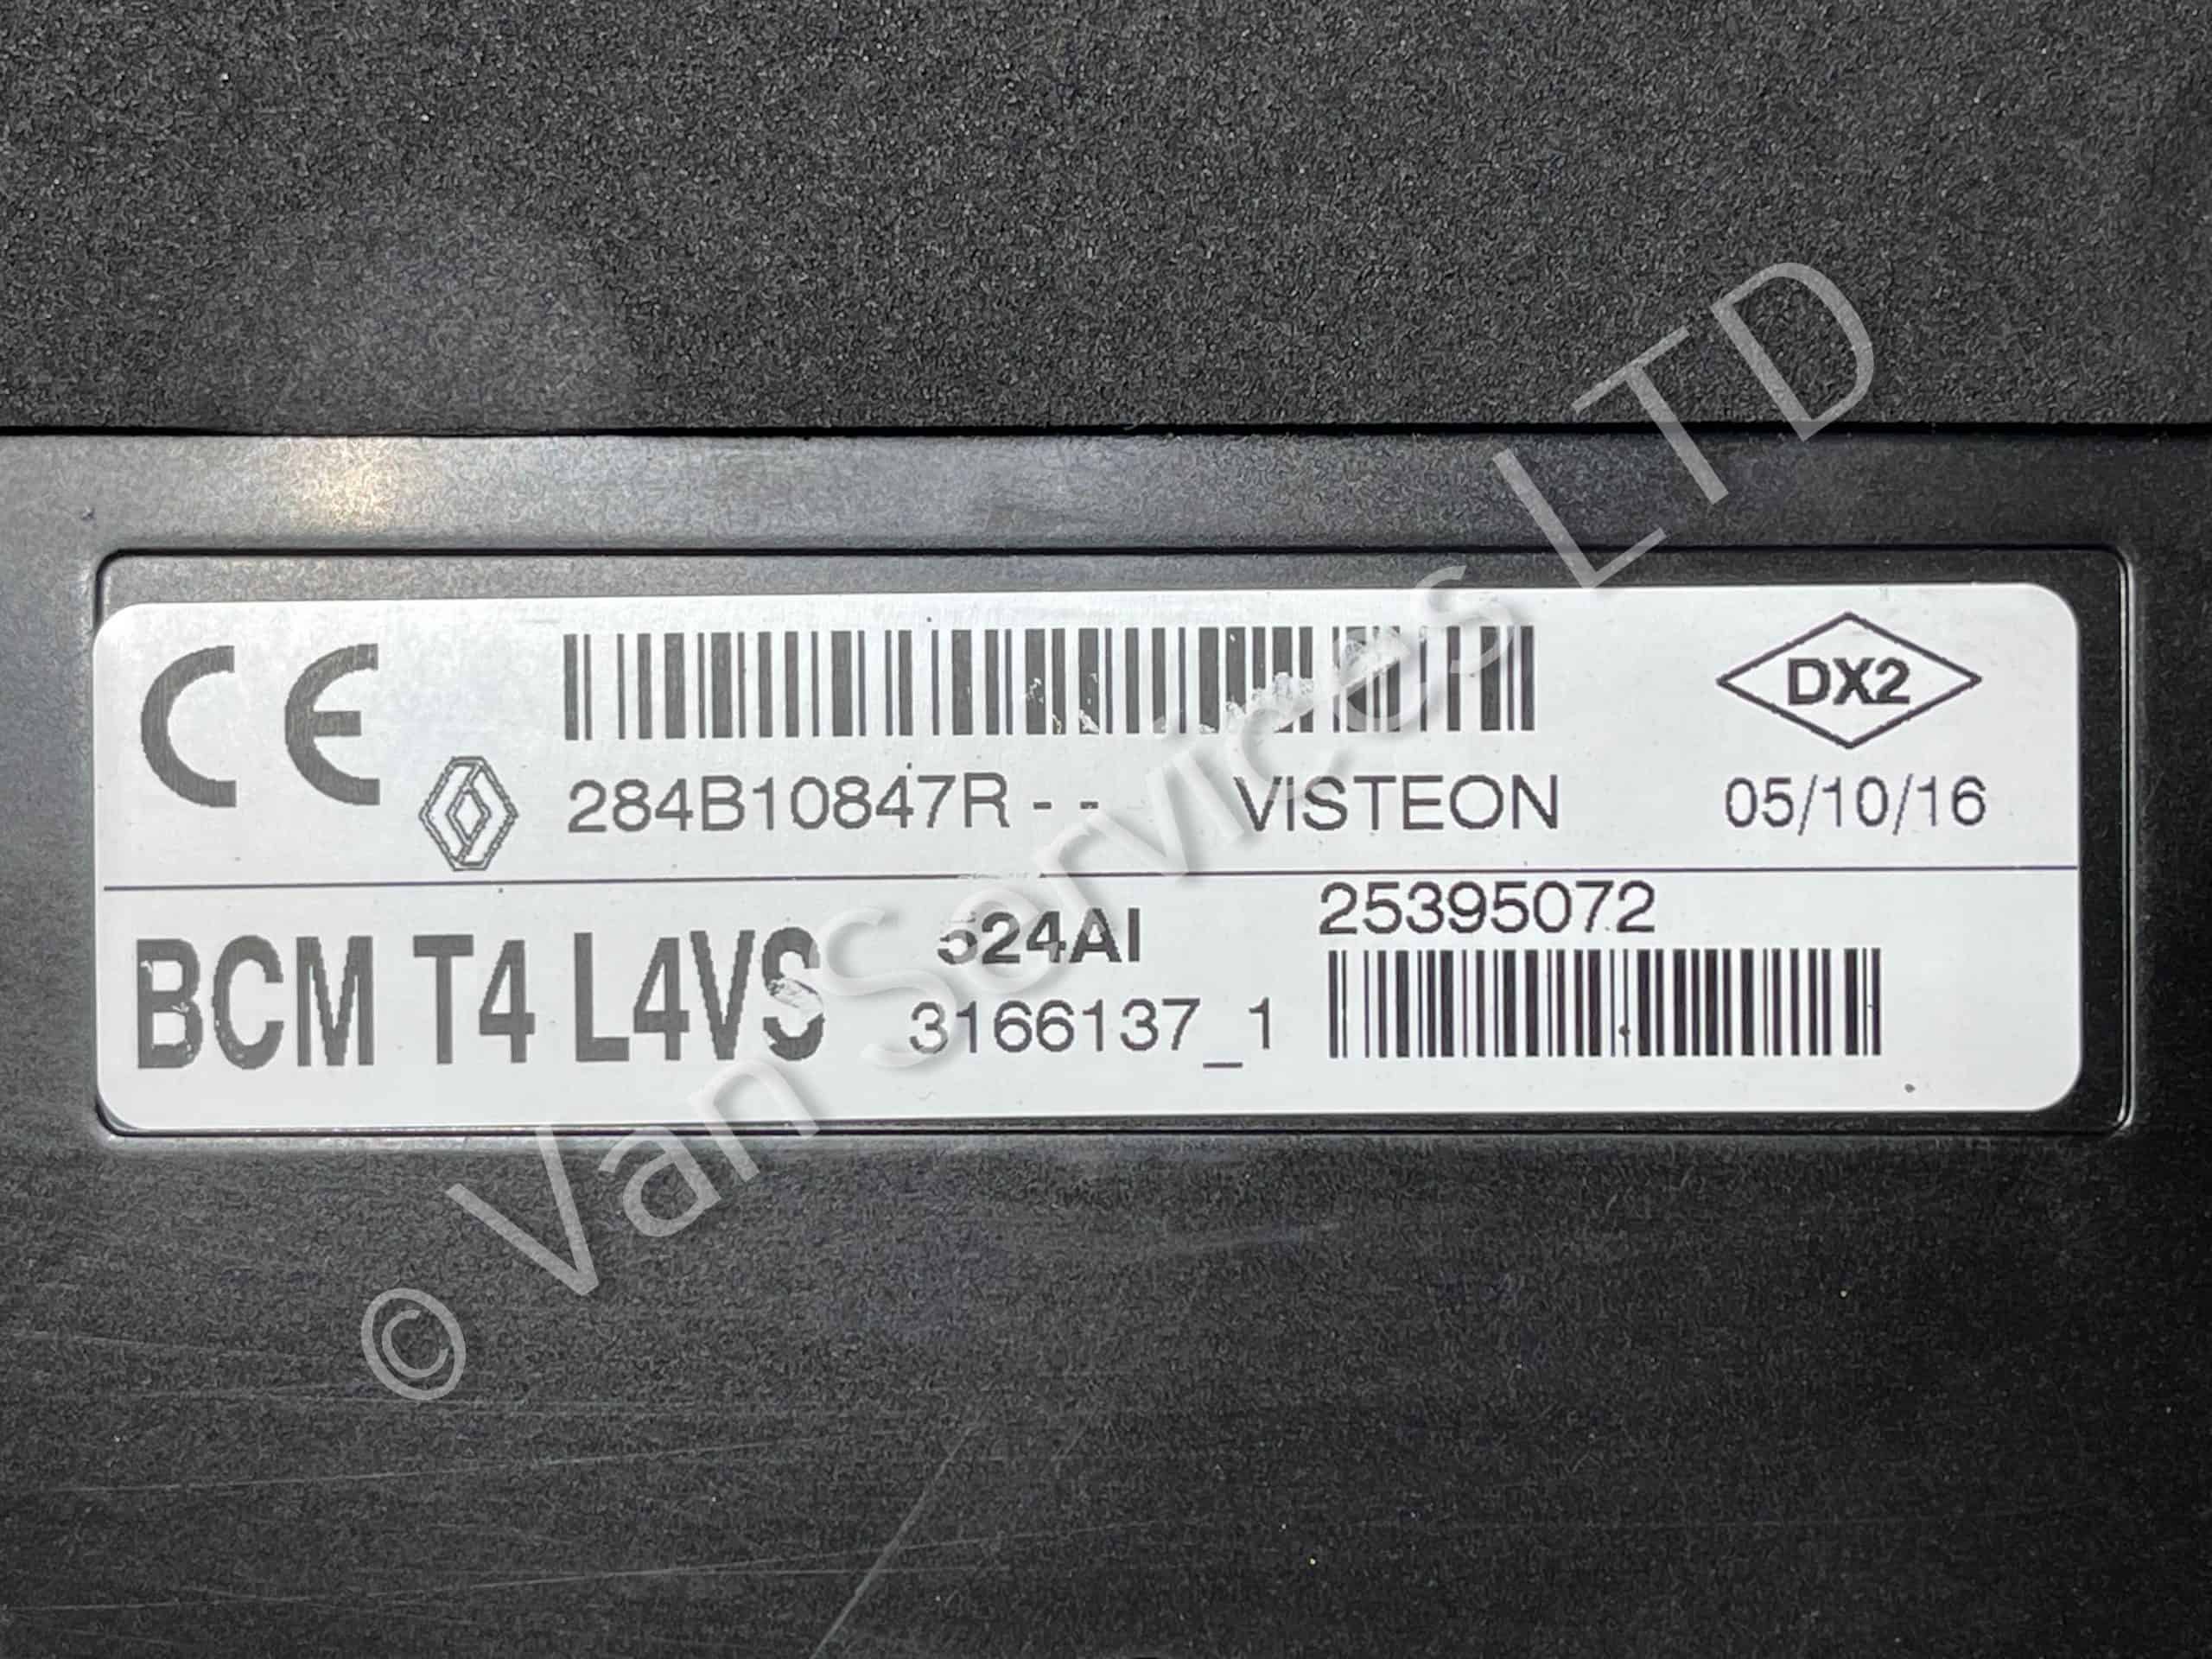 CE
284B10847R - - VISTEON
DX2
05/10/16
BCM T4 L4VS
524AI
3166137_1
25395072
© Van Services LTD